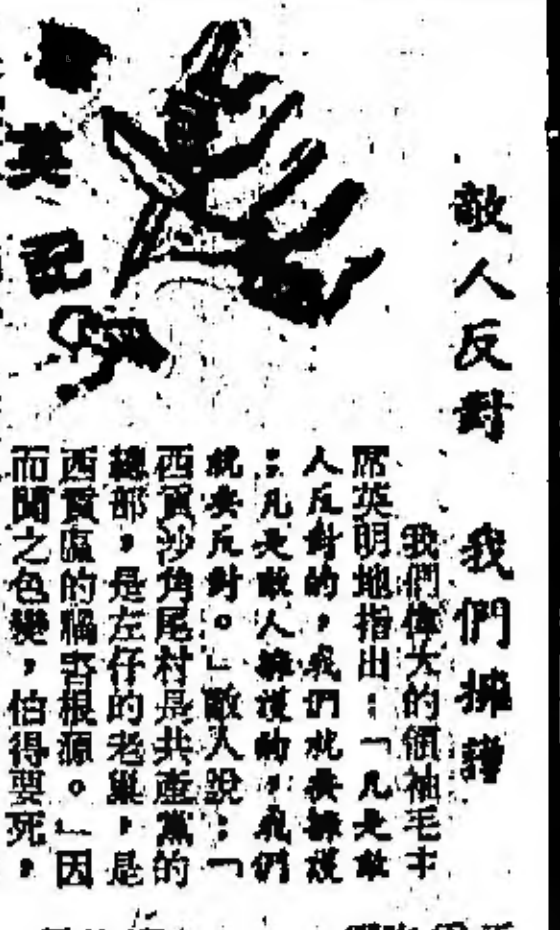 敵人反對 我們擁護
我們偉大的領袖毛主
席英明地指出：「凡是敵
人反對的，我們就要擁護
；凡是敵人擁護的，我們
就要反對。」敵人說：「
西貢沙角尾村是共產黨的
總部，是左仔的老巢，是
西貢區的禍害根源。」因
而聞之色變，怕得要死，
英
記